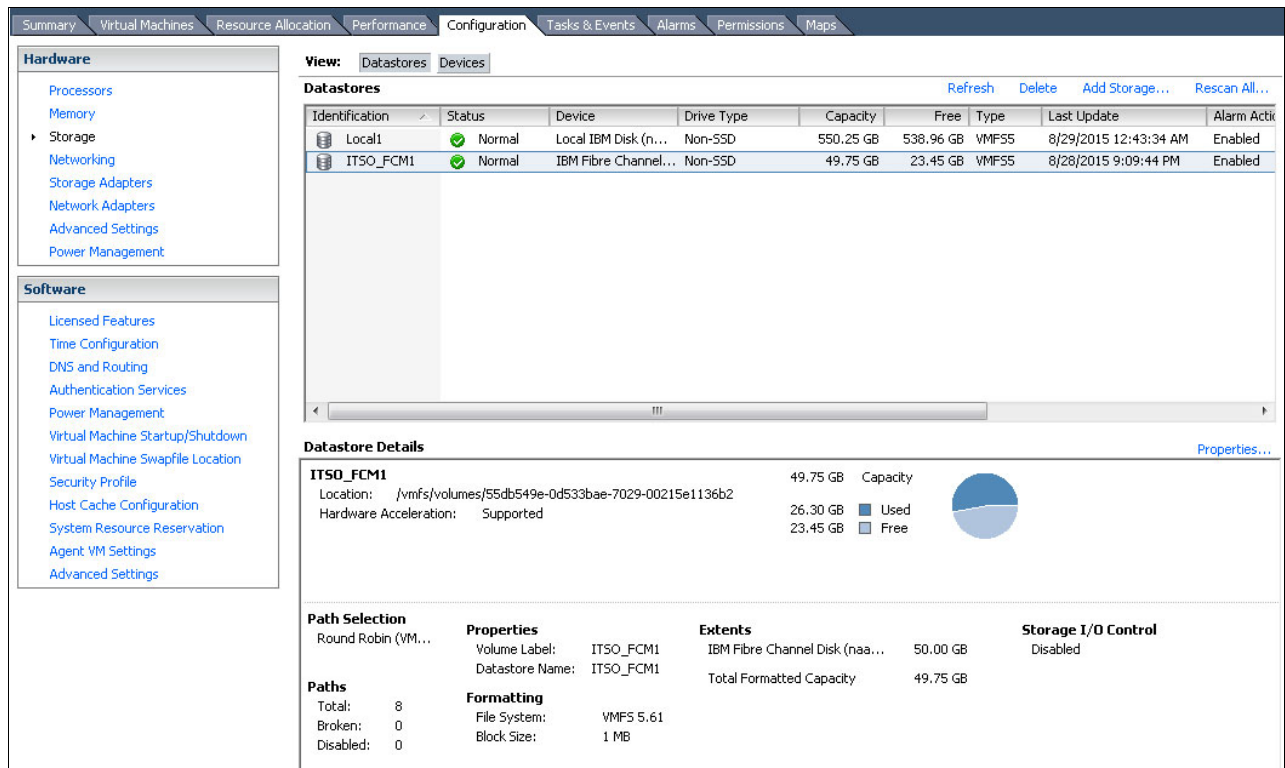 Summary Virtual Machines Resource Allocation Performance Configuration Tasks & Events Alarms Permissions Maps
Hardware
Processors
Memory
Storage
Networking
Storage Adapters
Network Adapters
Advanced Settings
Power Management
Software
Licensed Features
Time Configuration
DNS and Routing
Authentication Services
Power Management
Virtual Machine Startup/Shutdown
Virtual Machine Swapfile Location
Security Profile
Host Cache Configuration
System Resource Reservation
Agent VM Settings
Advanced Settings
View: Datastores Devices
Datastores Refresh Delete Add Storage... Rescan All...
Identification Status Device Drive Type Capacity Free Type Last Update Alarm Actic
Local1 Normal Local IBM Disk (n... Non-SSD 550.25 GB 538.96 GB VMFS5 8/29/2015 12:43:34 AM Enabled
ITSO_FCM1 Normal IBM Fibre Channel... Non-SSD 49.75 GB 23.45 GB VMFS5 8/28/2015 9:09:44 PM Enabled
Datastore Details Properties...
ITSO_FCM1 49.75 GB Capacity
Location: /vmfs/volumes/55db549e-0d533bae-7029-00215e1136b2
Hardware Acceleration: Supported
26.30 GB Used
23.45 GB Free
Path Selection
Round Robin (VM...
Paths
Total: 8
Broken: 0
Disabled: 0
Properties
Volume Label: ITSO_FCM1
Datastore Name: ITSO_FCM1
Formatting
File System: VMFS 5.61
Block Size: 1 MB
Extents
IBM Fibre Channel Disk (naa... 50.00 GB
Total Formatted Capacity 49.75 GB
Storage I/O Control
Disabled